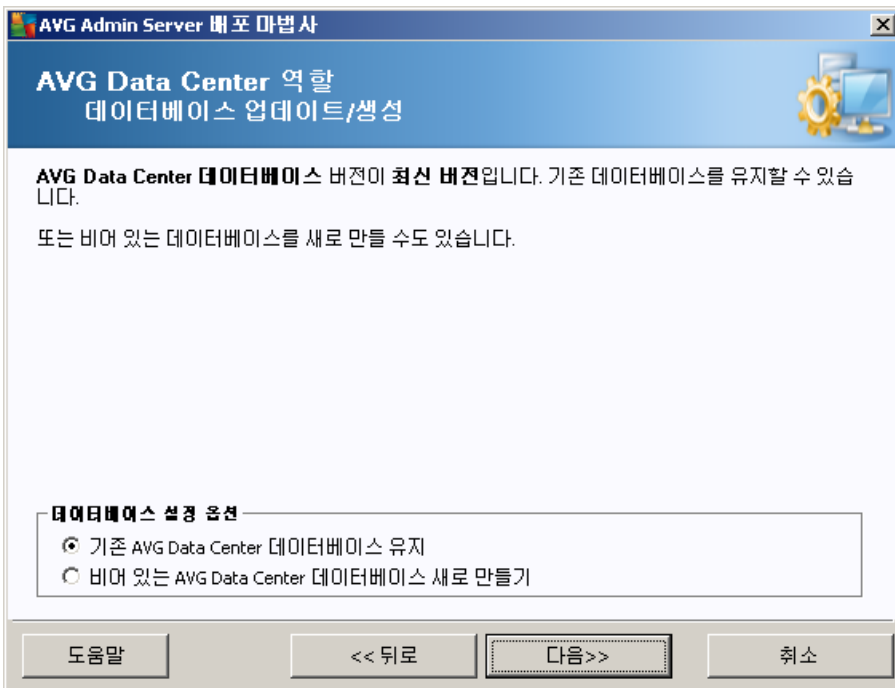 AVG Admin Server 배포 마법사
AVG Data Center 역할
데이터베이스 업데이트/생성
AVG Data Center 데이터베이스 버전이 최신 버전입니다. 기존 데이터베이스를 유지할 수 있습
니다.
또는 비어 있는 데이터베이스를 새로 만들 수도 있습니다.
데이터베이스 설정 옵션
기존 AVG Data Center 데이터베이스 유지
비어 있는 AVG Data Center 데이터베이스 새로 만들기
도움말
<< 뒤로
다음>>
취소